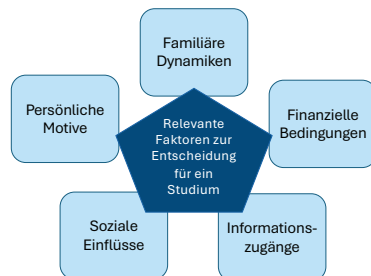 Familiäre
Dynamiken
Persönliche
Motive
Finanzielle
Bedingungen
Relevante
Faktoren zur
Entscheidung
für ein
Studium
Soziale
Einflüsse
Informations-
zugänge